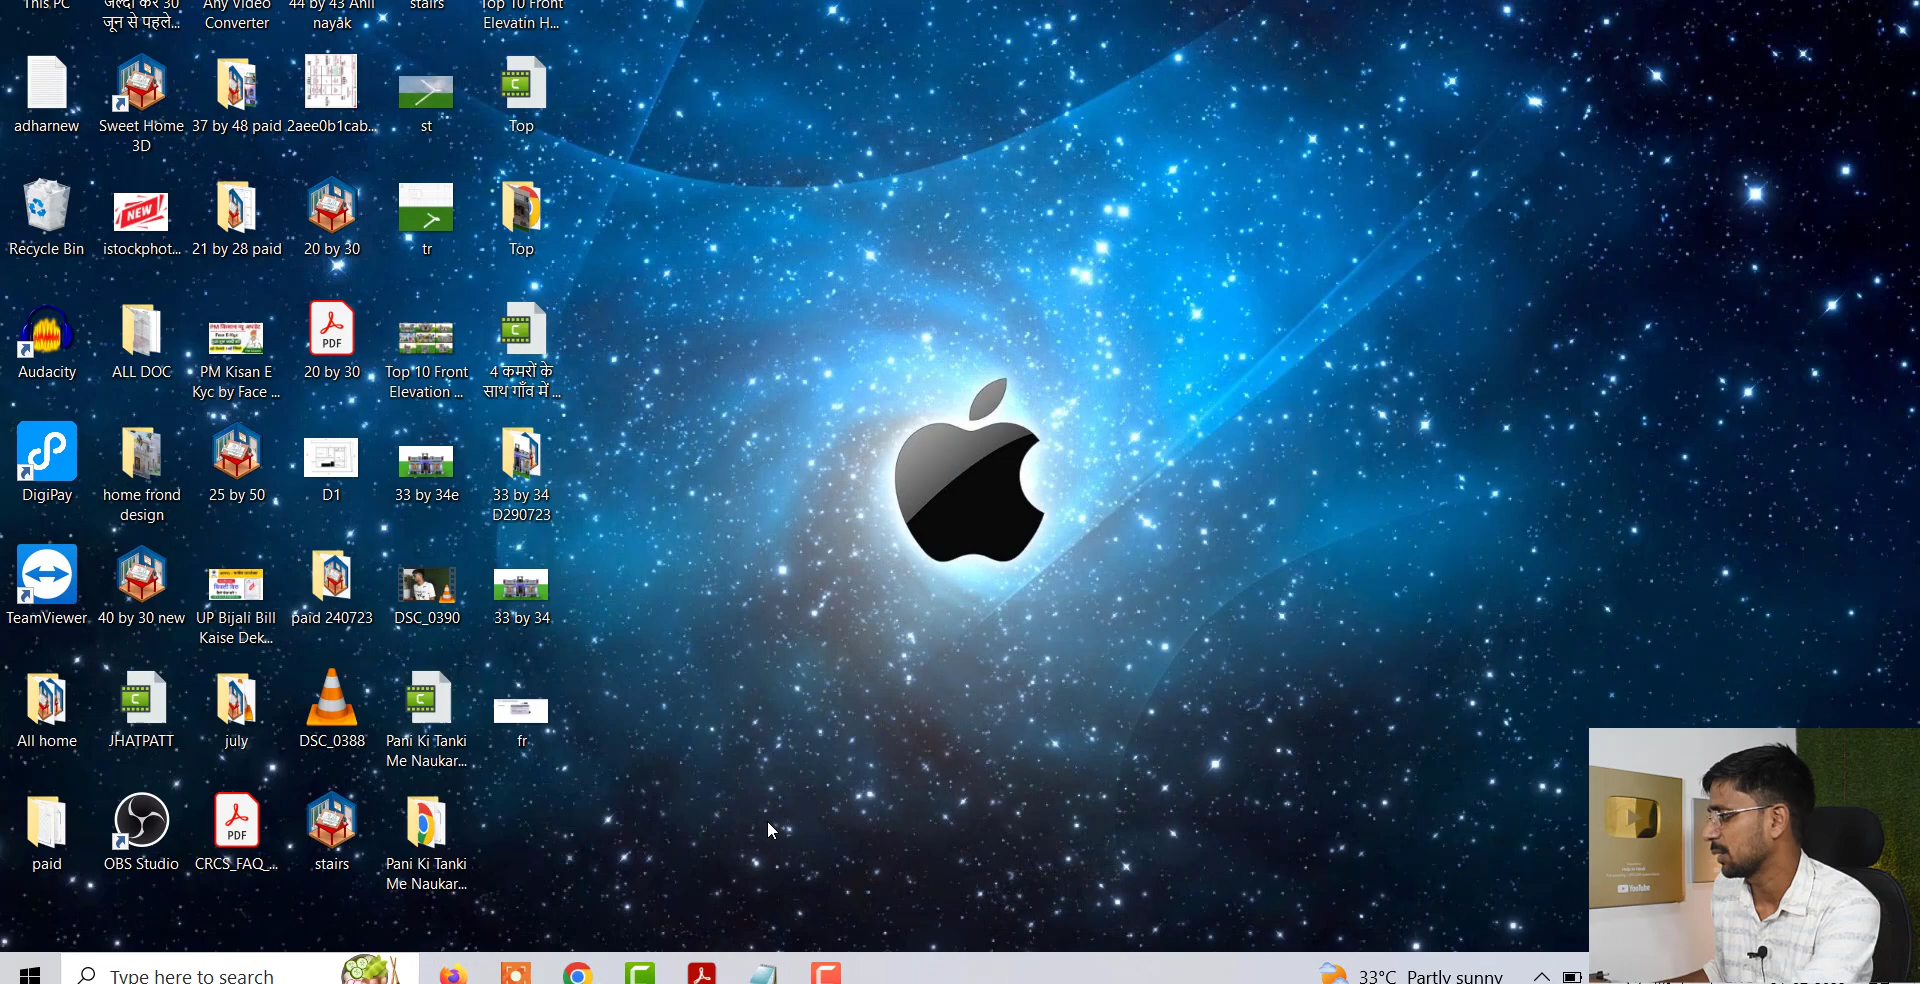 This PC
जल्दी करें 30
जून से पहले...
Any Video
Converter
44 by 43 Anil
nayak
stairs
Top 10 Front
Elevatin H...
adharnew
Sweet Home
3D
37 by 48 paid
2aee0b1cab...
st
Top
Recycle Bin
NEW
istockphot...
21 by 28 paid
20 by 30
tr
Top
Audacity
ALL DOC
PM Kisan E
Kyc by Face ...
PDF
20 by 30
Top 10 Front
Elevation ...
4 कमरों के
साथ गाँव में ...
DigiPay
home frond
design
25 by 50
D1
33 by 34e
33 by 34
D290723
TeamViewer
40 by 30 new
UP Bijali Bill
Kaise Dek...
paid 240723
DSC_0390
33 by 34
All home
JHATPATT
july
DSC_0388
Pani Ki Tanki
Me Naukar...
fr
paid
OBS Studio
PDF
CRCS_FAQ_...
stairs
Pani Ki Tanki
Me Naukar...
YouTube
Type here to search
33°C Partly sunny